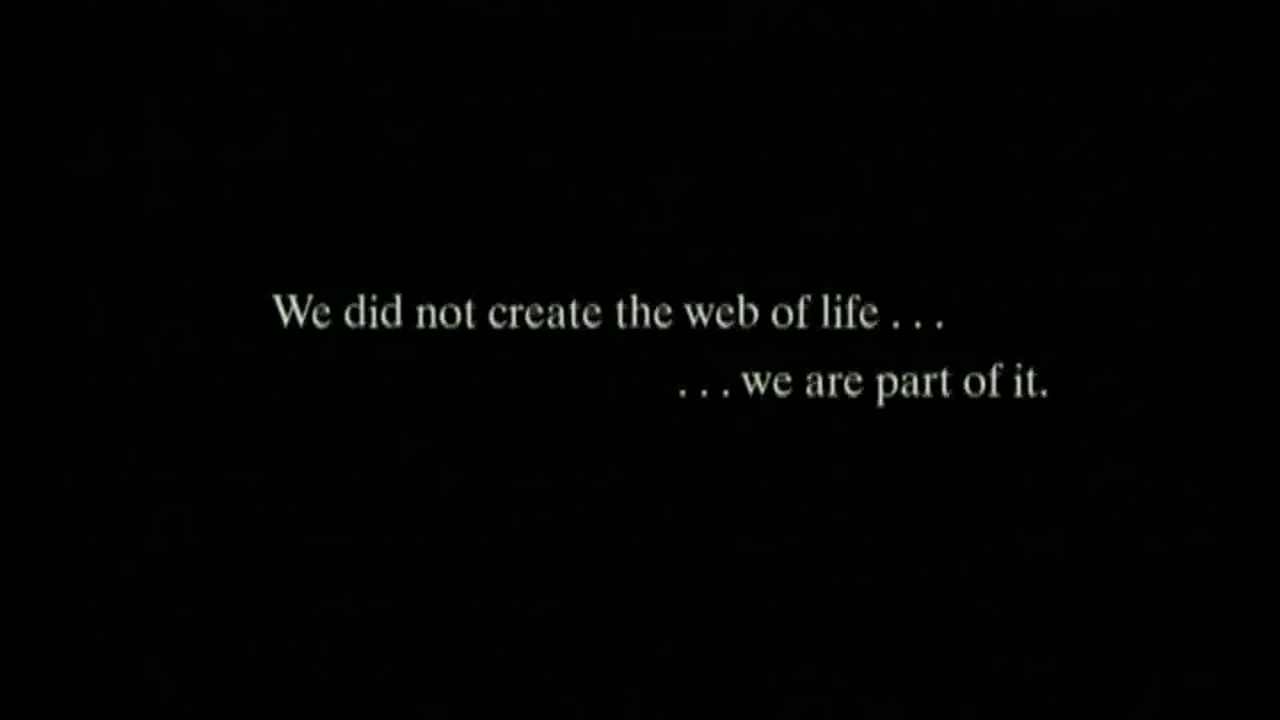 We did not create the web of life . . .
. . . we are part of it.